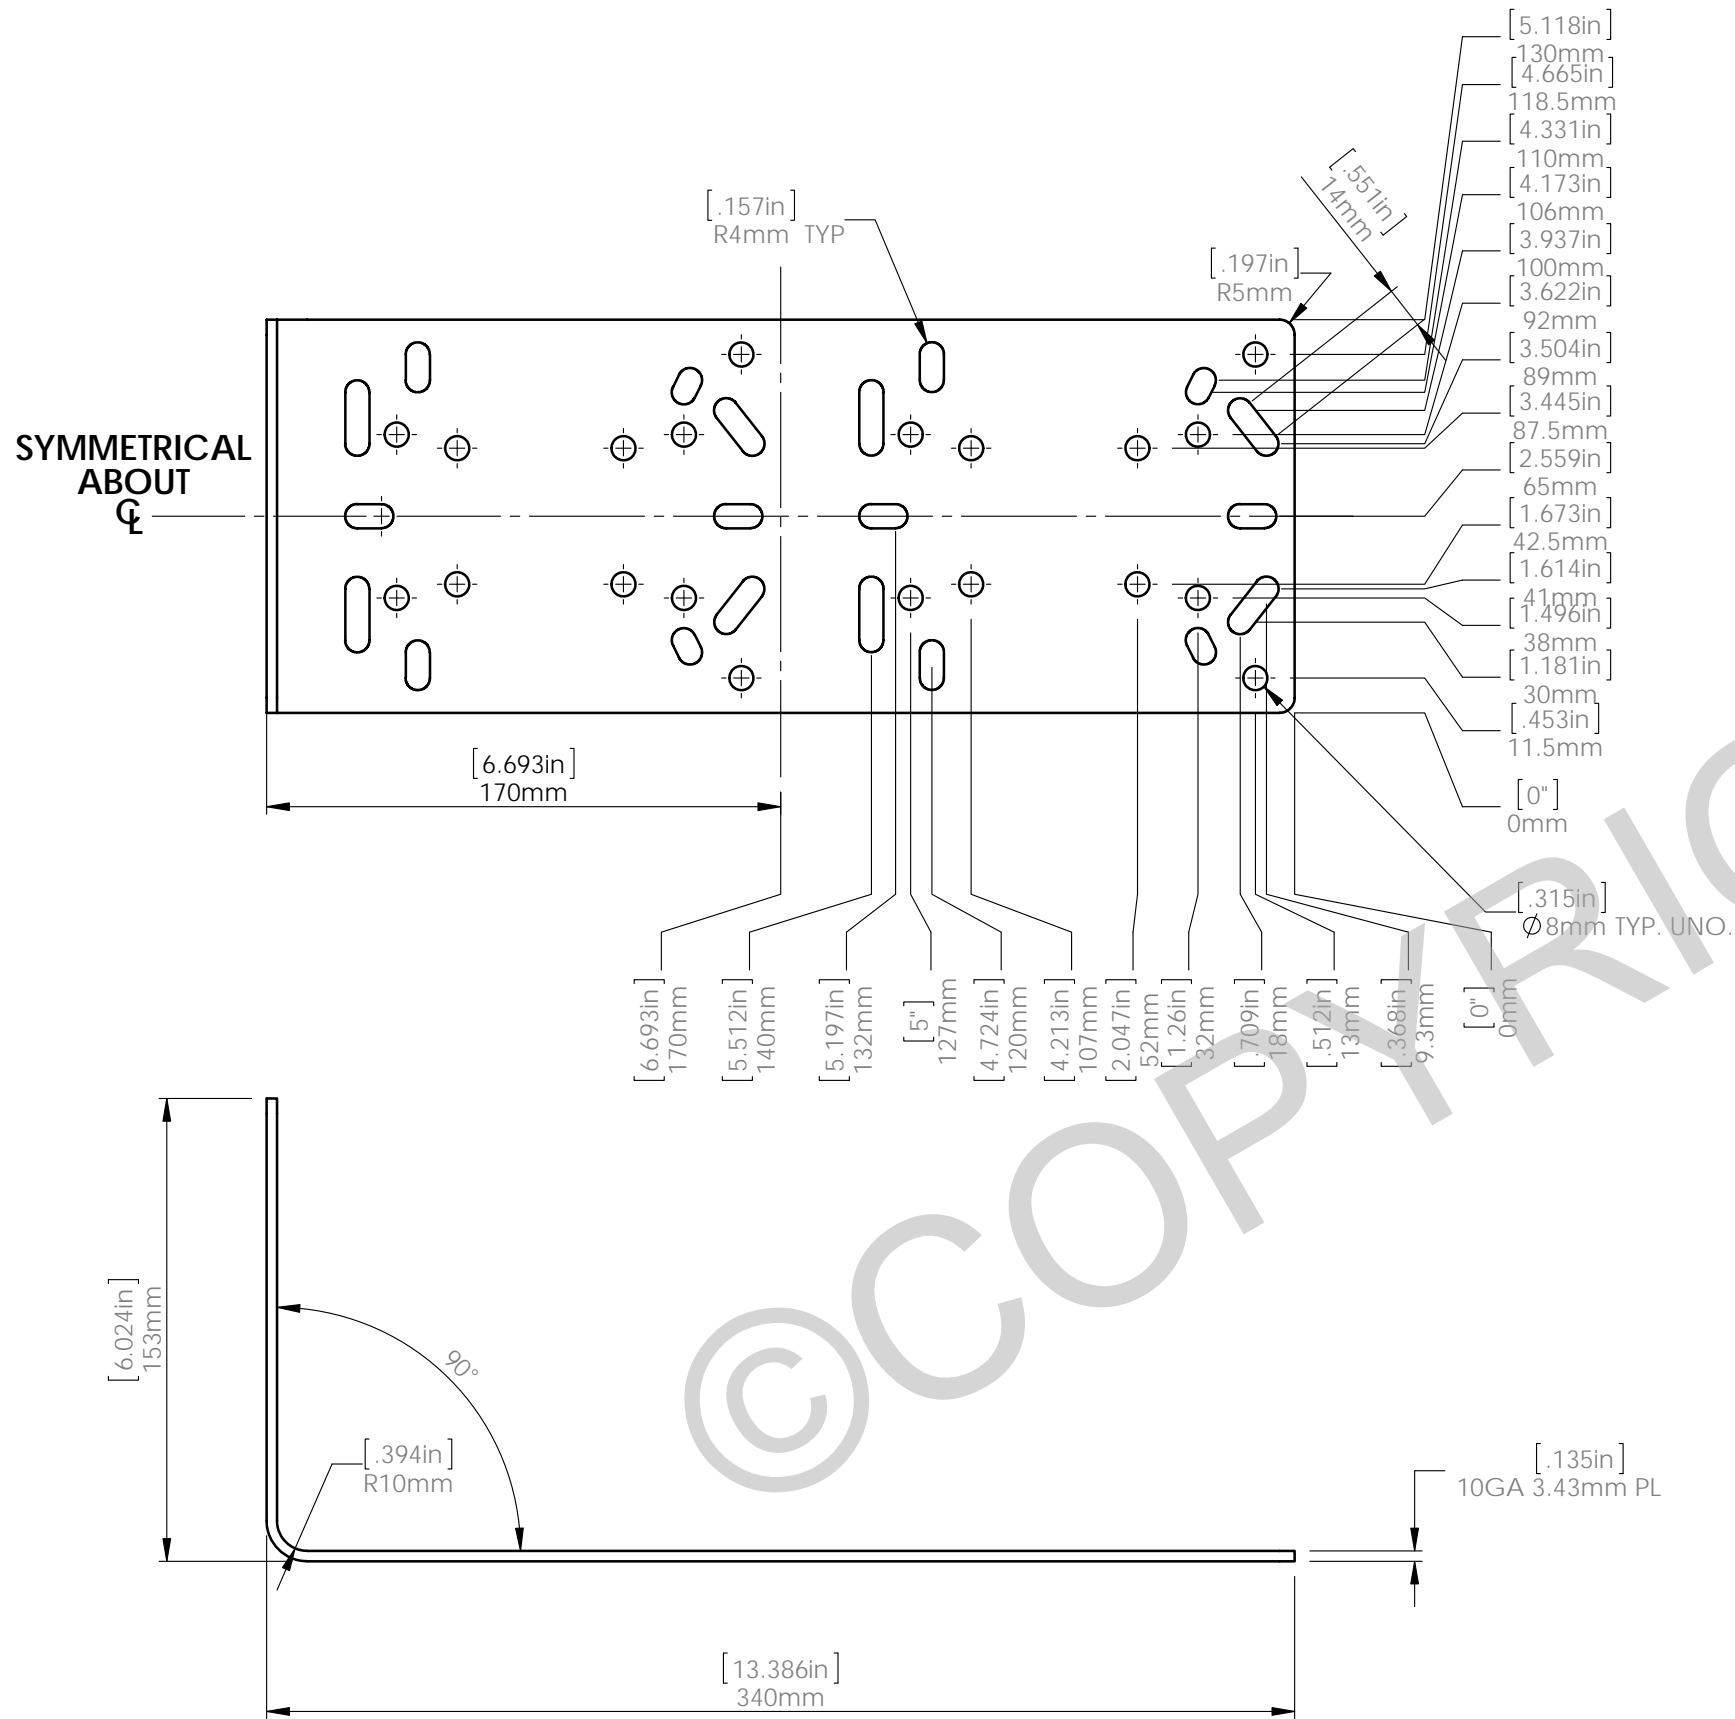 [5.118in]
130mm
[4.665in]
118.5mm
[4.331in]
110mm
[4.173in]
106mm
[3.937in]
100mm
[3.622in]
92mm
[3.504in]
89mm
[3.445in]
87.5mm
[2.559in]
65mm
[1.673in]
42.5mm
[1.614in]
41mm
[1.496in]
38mm
[1.181in]
30mm
[.453in]
11.5mm
[0"]
0mm
[.551in]
14mm
[.157in]
R4mm TYP
[.197in]
R5mm
SYMMETRICAL
ABOUT
℄
[6.693in]
170mm
[.315in]
Ø8mm TYP. UNO.
[6.693in]
170mm
[5.512in]
140mm
[5.197in]
132mm
[5"]
127mm
[4.724in]
120mm
[4.213in]
107mm
[2.047in]
52mm
[1.26in]
32mm
[.709in]
18mm
[.512in]
13mm
[.368in]
9.3mm
[0"]
0mm
[6.024in]
153mm
90°
[.394in]
R10mm
[.135in]
10GA 3.43mm PL
[13.386in]
340mm
©COPYRI